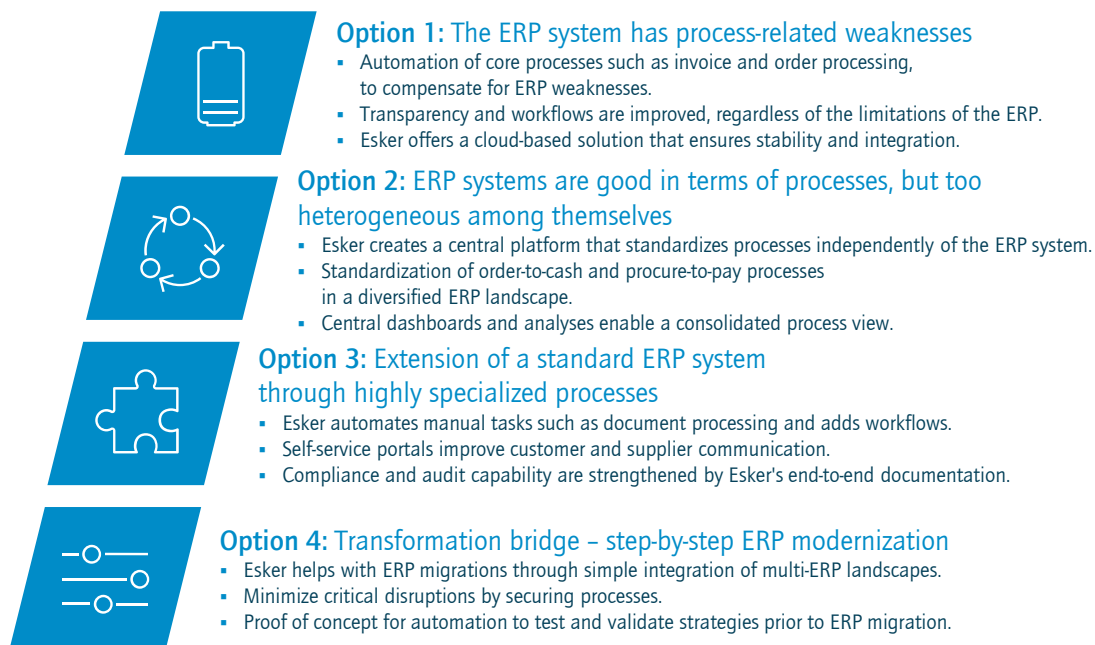 Option 1: The ERP system has process-related weaknesses
▪ Automation of core processes such as invoice and order processing,
to compensate for ERP weaknesses.
▪ Transparency and workflows are improved, regardless of the limitations of the ERP.
▪ Esker offers a cloud-based solution that ensures stability and integration.
Option 2: ERP systems are good in terms of processes, but too
heterogeneous among themselves
▪ Esker creates a central platform that standardizes processes independently of the ERP system.
▪ Standardization of order-to-cash and procure-to-pay processes
in a diversified ERP landscape.
▪ Central dashboards and analyses enable a consolidated process view.
Option 3: Extension of a standard ERP system
through highly specialized processes
▪ Esker automates manual tasks such as document processing and adds workflows.
▪ Self-service portals improve customer and supplier communication.
▪ Compliance and audit capability are strengthened by Esker's end-to-end documentation.
Option 4: Transformation bridge – step-by-step ERP modernization
▪ Esker helps with ERP migrations through simple integration of multi-ERP landscapes.
▪ Minimize critical disruptions by securing processes.
▪ Proof of concept for automation to test and validate strategies prior to ERP migration.